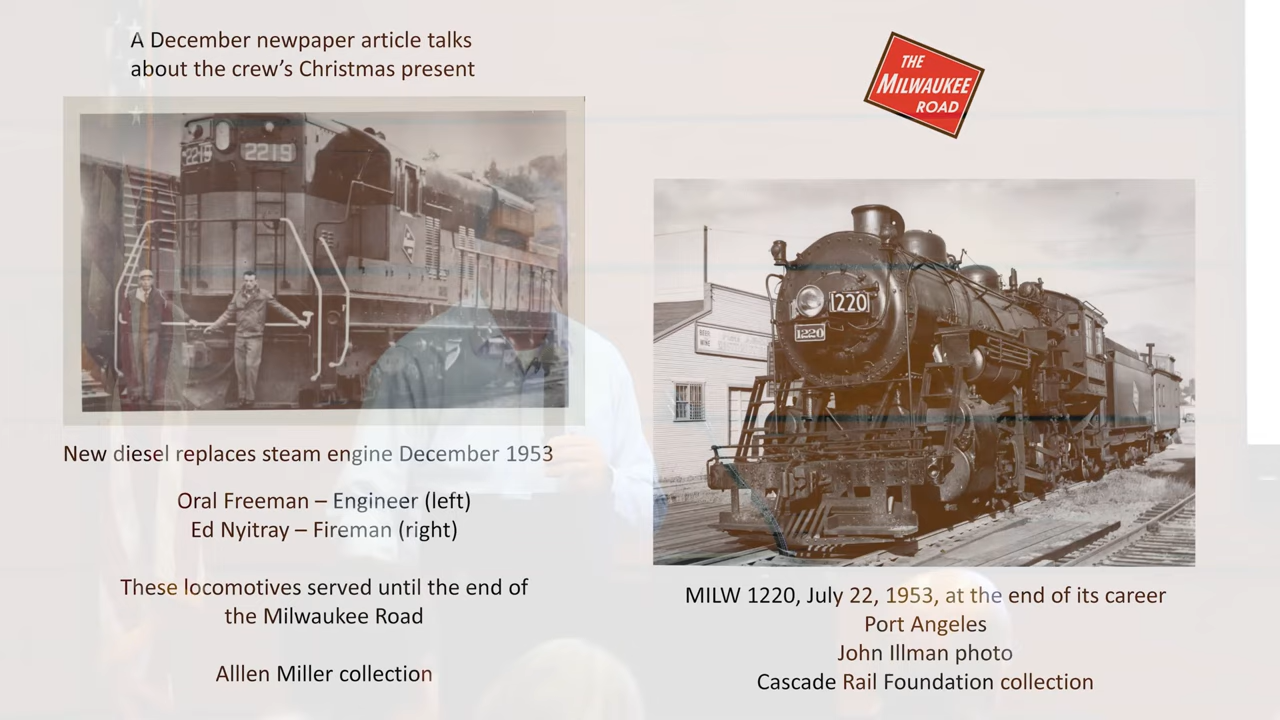 A December newpaper article talks
about the crew's Christmas present
2219
2219
New diesel replaces steam engine December 1953
Oral Freeman – Engineer (left)
Ed Nyitray – Fireman (right)
These locomotives served until the end of
the Milwaukee Road
Alllen Miller collection
THE
MILWAUKEE
ROAD
1220
1220
BEER
WINE
MILW 1220, July 22, 1953, at the end of its career
Port Angeles
John Illman photo
Cascade Rail Foundation collection